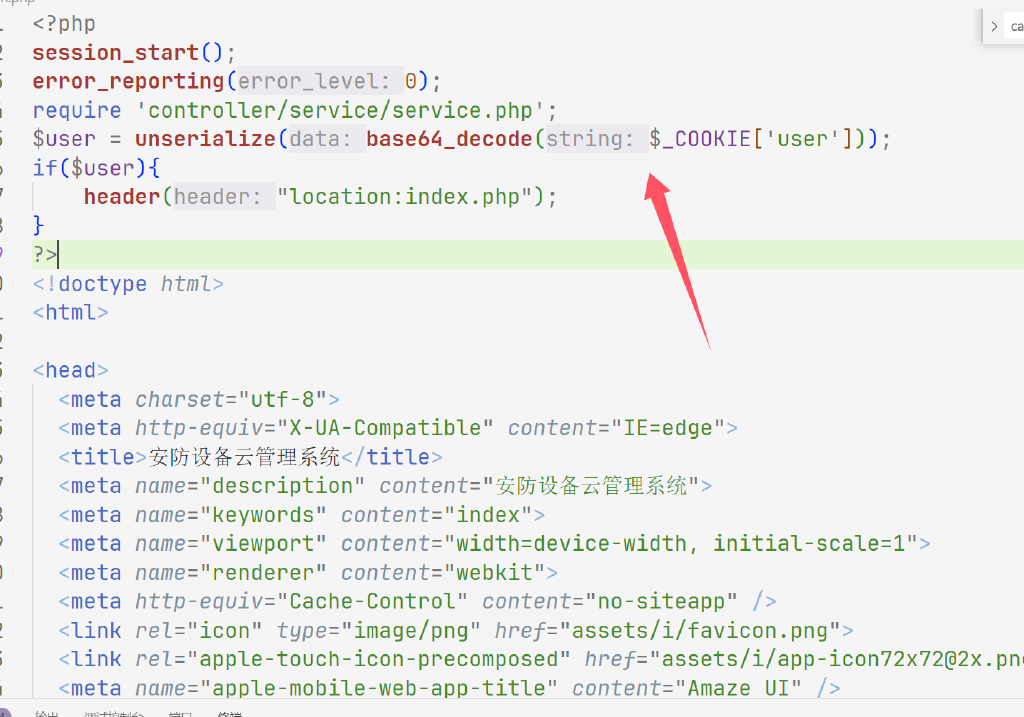 <?php
ca
session_start();
error_reporting(error_level: 0);
require 'controller/service/service.php';
$user = unserialize(data: base64_decode(string: $_COOKIE['user']));
if($user){
header(header: "location:index.php");
}
?>
<!doctype html>
<html>
<head>
<meta charset="utf-8">
<meta http-equiv="X-UA-Compatible" content="IE=edge">
<title>安防设备云管理系统</title>
<meta name="description" content="安防设备云管理系统">
<meta name="keywords" content="index">
<meta name="viewport" content="width=device-width, initial-scale=1">
<meta name="renderer" content="webkit">
<meta http-equiv="Cache-Control" content="no-siteapp" />
<link rel="icon" type="image/png" href="assets/i/favicon.png">
<link rel="apple-touch-icon-precomposed" href="assets/i/app-icon72x72@2x.pn
<meta name="apple-mobile-web-app-title" content="Amaze UI" />